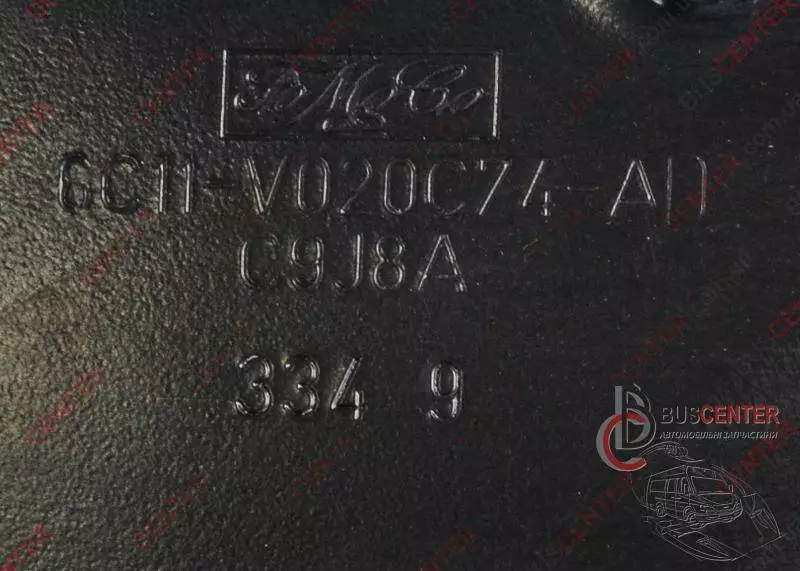 FoMoCo
6C11-V020C74-AD
C9J8A
334 9
BUSCENTER
АВТОМОБІЛЬНІ ЗАПЧАСТИНИ